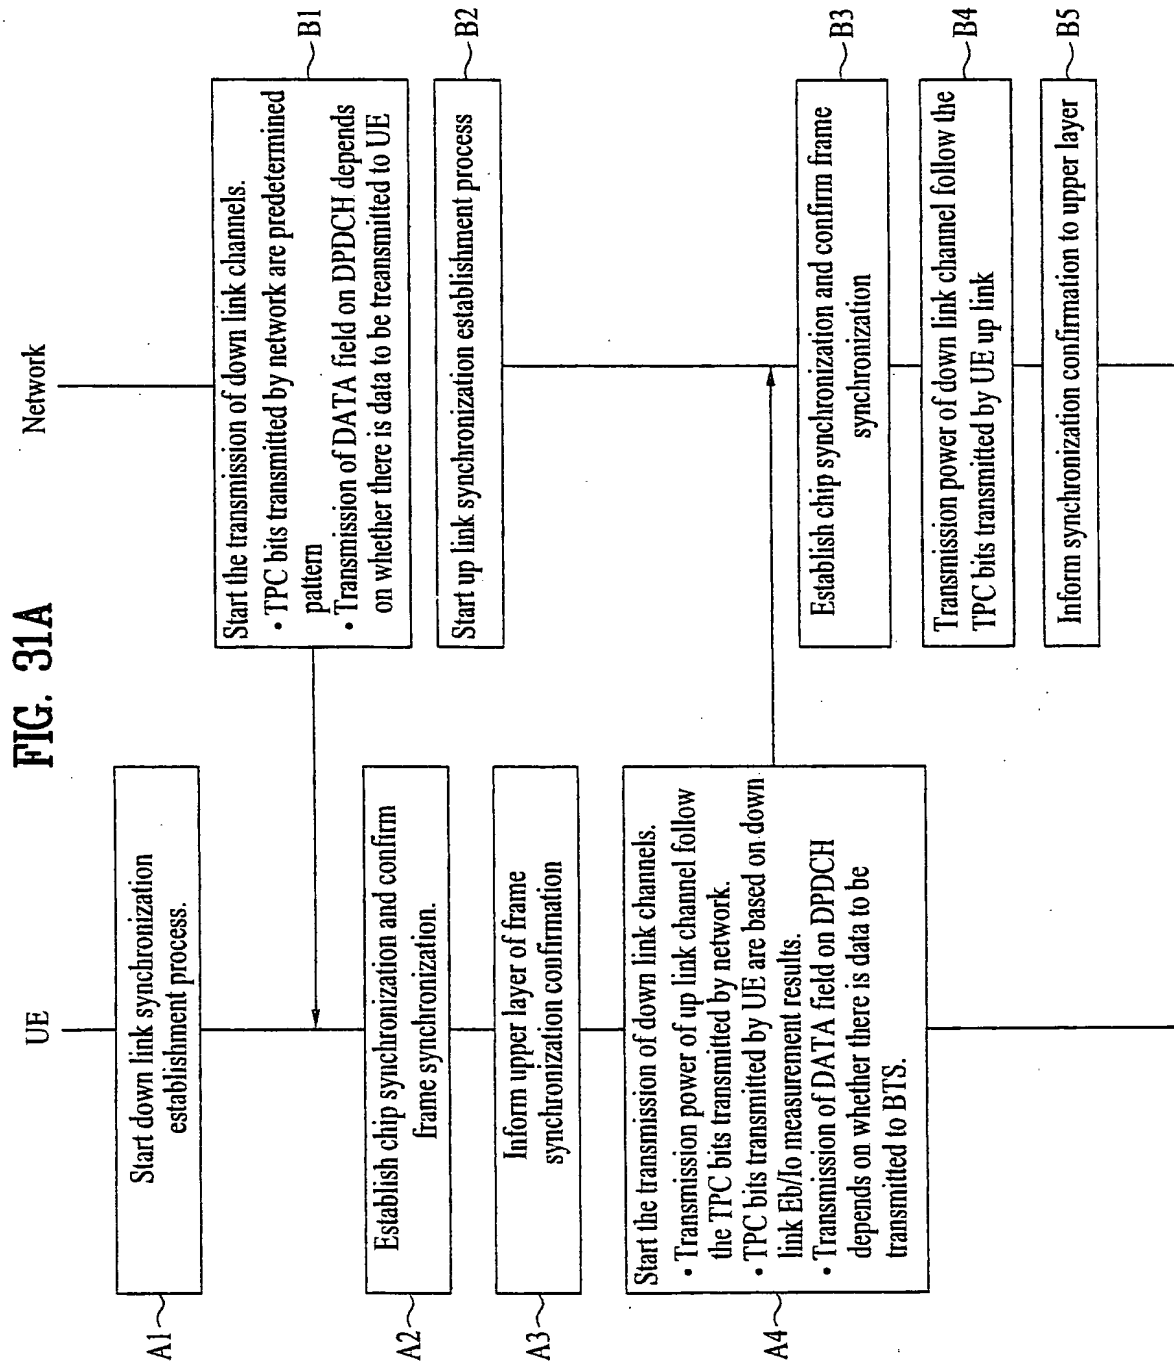 FIG. 31A
UE
Network
A1
Start down link synchronization
establishment process.
Start the transmission of down link channels.
• TPC bits transmitted by network are predetermined
pattern
• Transmission of DATA field on DPDCH depends
on whether there is data to be treansmitted to UE
B1
A2
Establish chip synchronization and confirm
frame synchronization.
Start up link synchronization establishment process
B2
A3
Inform upper layer of frame
synchronization confirmation
A4
Start the transmission of down link channels.
• Transmission power of up link channel follow
the TPC bits transmitted by network.
• TPC bits transmitted by UE are based on down
link Eb/Io measurement results.
• Transmission of DATA field on DPDCH
depends on whether there is data to be
transmitted to BTS.
Establish chip synchronization and confirm frame
synchronization
B3
Transmission power of down link channel follow the
TPC bits transmitted by UE up link
B4
Inform synchronization confirmation to upper layer
B5